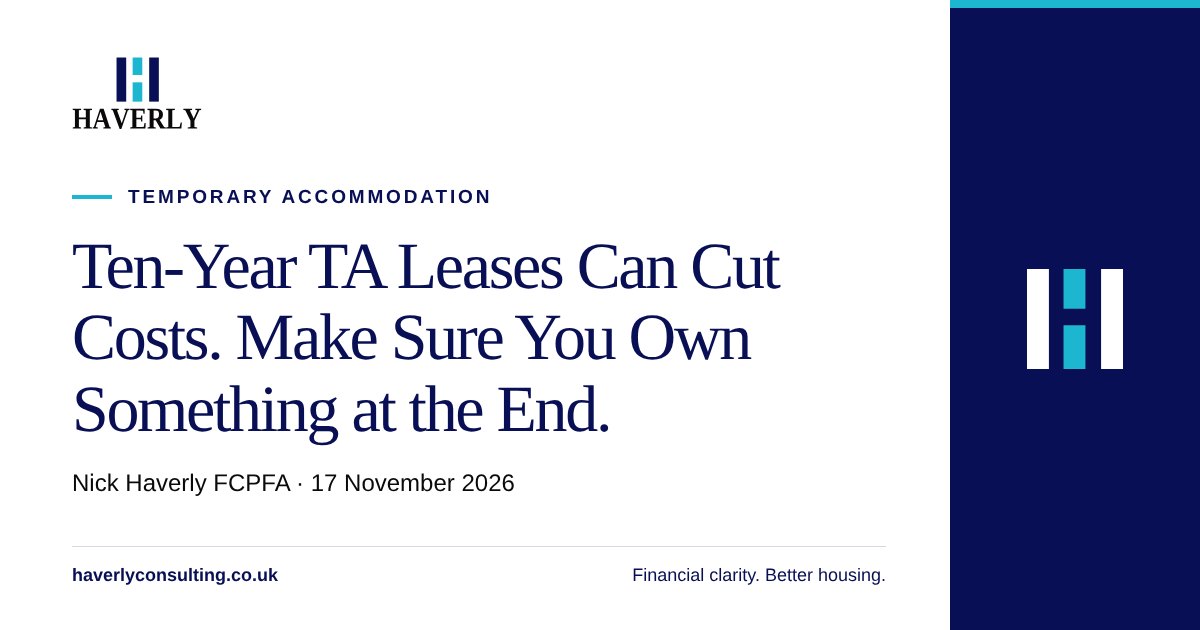 HAVERLY
TEMPORARY ACCOMMODATION
Ten-Year TA Leases Can Cut
Costs. Make Sure You Own
Something at the End.
Nick Haverly FCPFA · 17 November 2026
haverlyconsulting.co.uk
Financial clarity. Better housing.